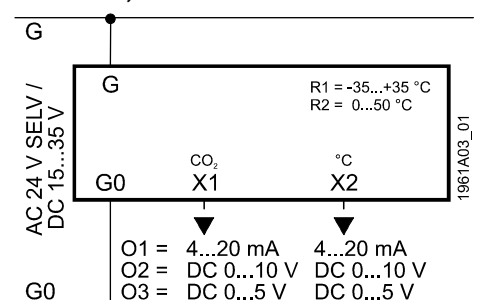 G
G
R1 = -35...+35 °C
R2 = 0...50 °C
AC 24 V SELV /
DC 15...35 V
1961A03_01
CO₂ °C
G0 X1 X2
O1 = 4...20 mA 4...20 mA
O2 = DC 0...10 V DC 0...10 V
G0 O3 = DC 0...5 V DC 0...5 V